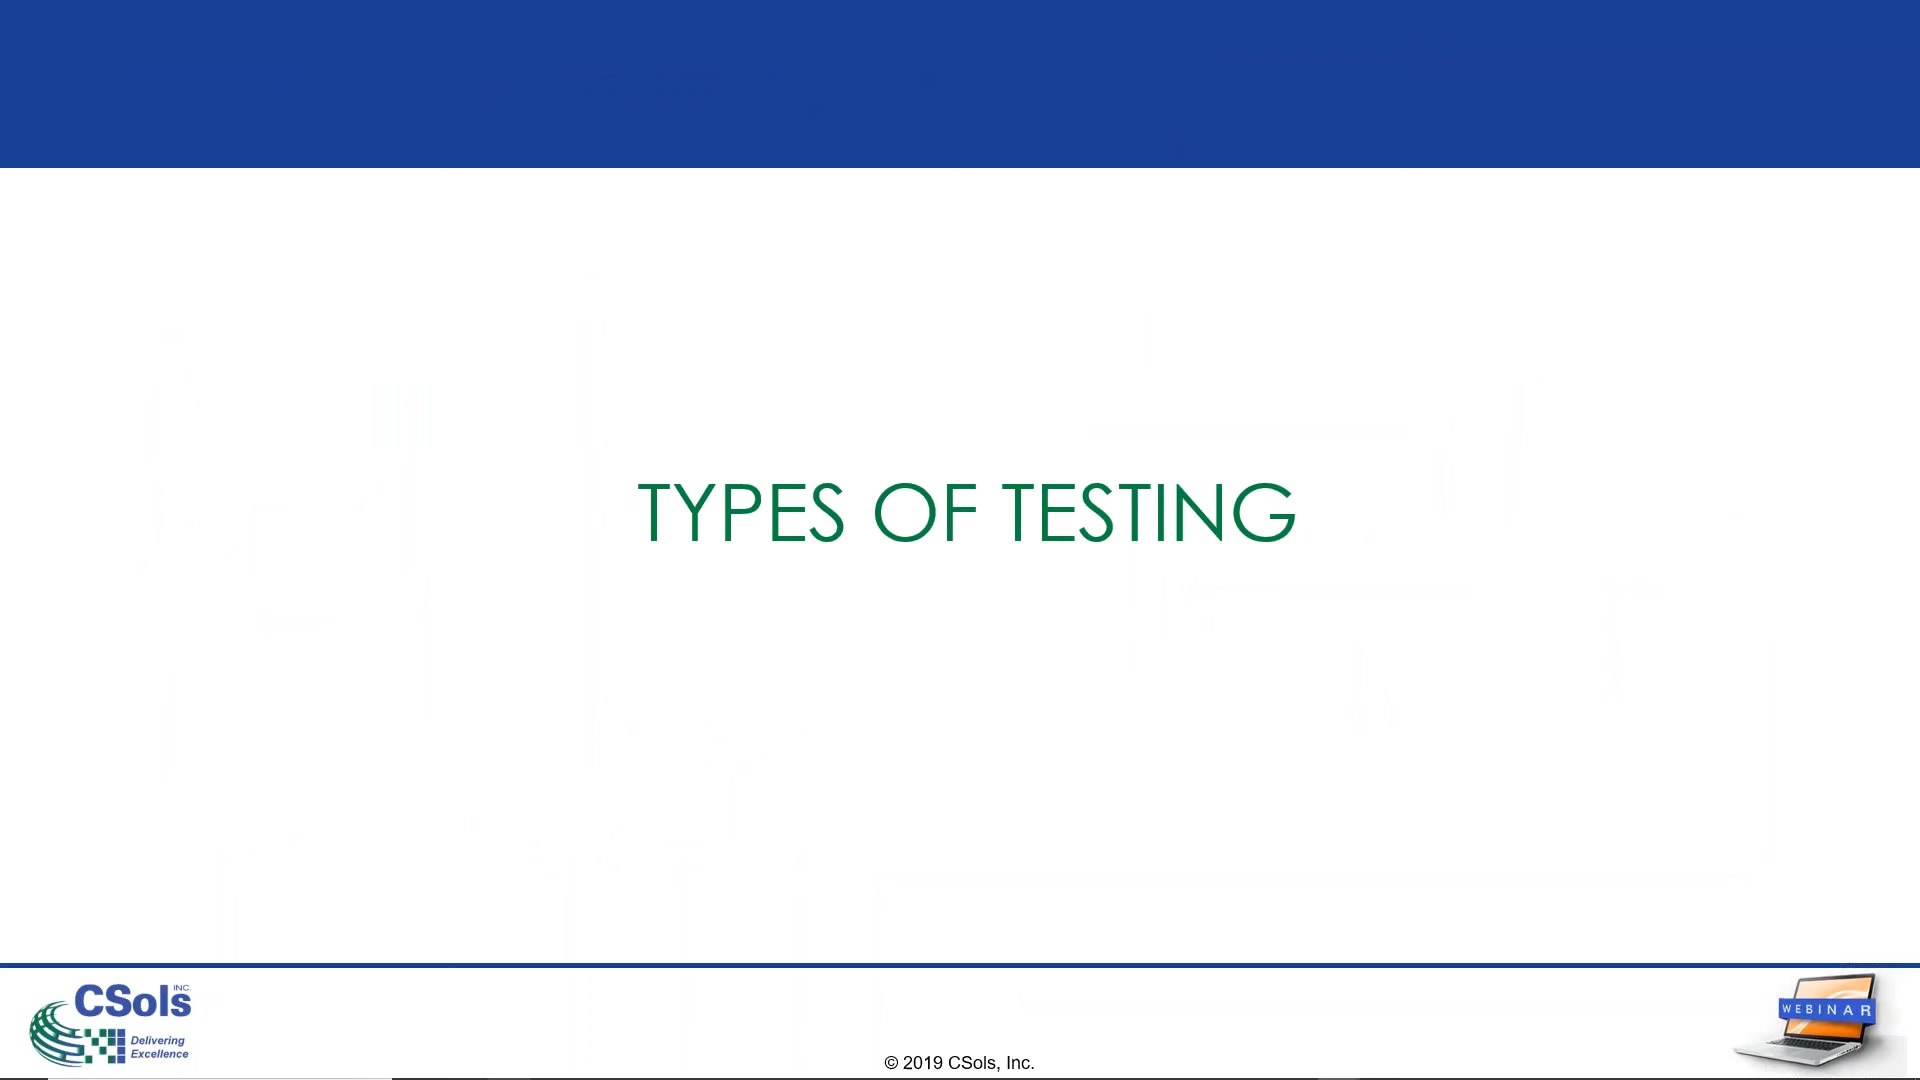 TYPES OF TESTING
CSols INC.
Delivering
Excellence
© 2019 CSols, Inc.
WEBINAR